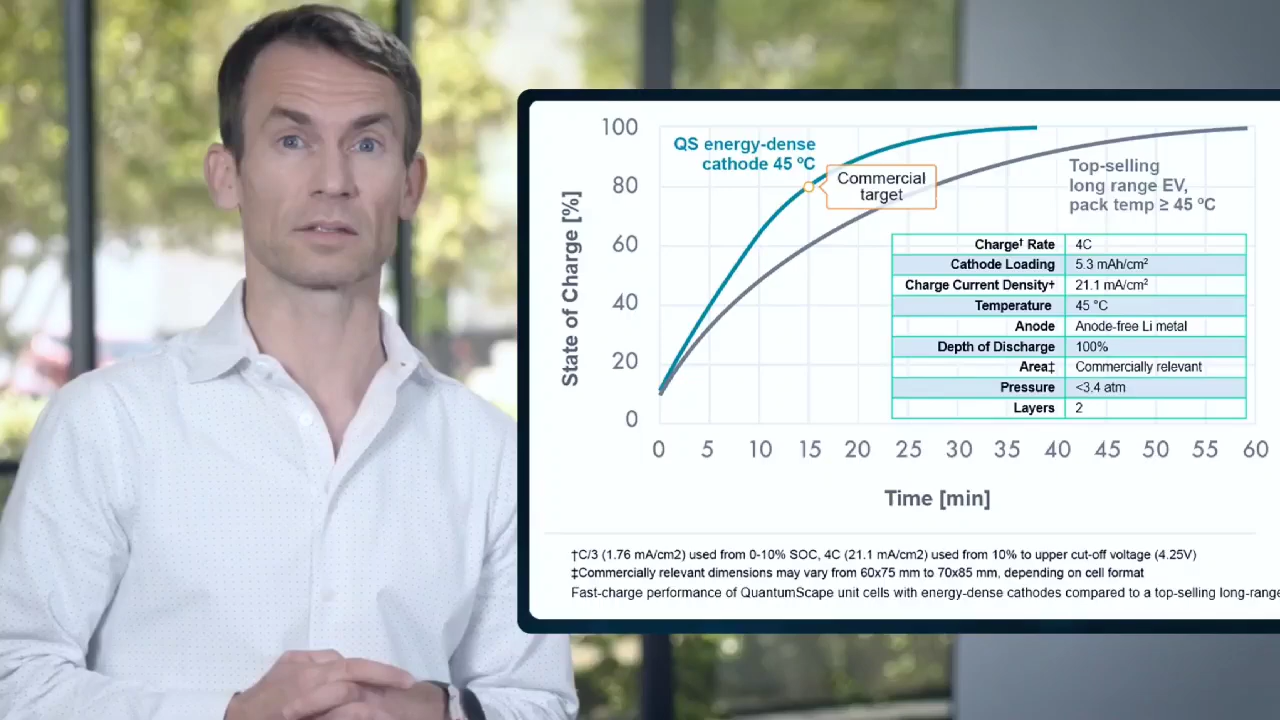 100
80
60
40
20
0
State of Charge [%]
QS energy-dense
cathode 45 ºC
Commercial
target
Top-selling
long range EV,
pack temp ≥ 45 ºC
Charge† Rate 4C
Cathode Loading 5.3 mAh/cm²
Charge Current Density† 21.1 mA/cm²
Temperature 45 °C
Anode Anode-free Li metal
Depth of Discharge 100%
Area‡ Commercially relevant
Pressure <3.4 atm
Layers 2
0 5 10 15 20 25 30 35 40 45 50 55 60
Time [min]
†C/3 (1.76 mA/cm2) used from 0-10% SOC, 4C (21.1 mA/cm2) used from 10% to upper cut-off voltage (4.25V)
‡Commercially relevant dimensions may vary from 60x75 mm to 70x85 mm, depending on cell format
Fast-charge performance of QuantumScape unit cells with energy-dense cathodes compared to a top-selling long-range